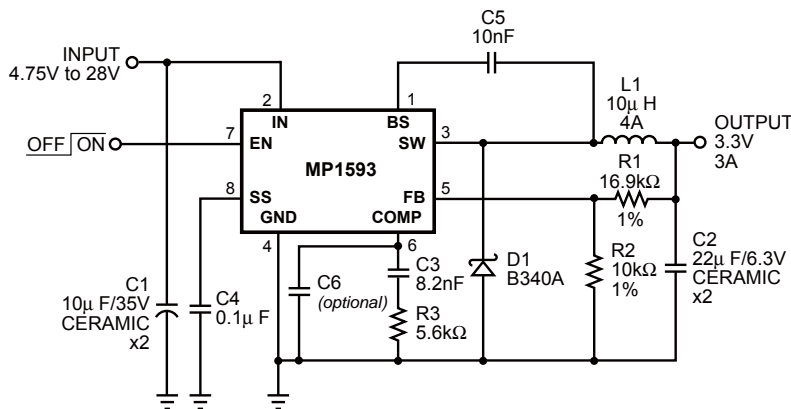 C5
10nF
INPUT
4.75V to 28V
L1
10μ H
4A
2
1
IN
BS
OUTPUT
3.3V
3A
OFF ON
7
EN
SW
3
MP1593
R1
16.9kΩ
1%
8
SS
FB
5
GND
COMP
4
6
C1
10μ F/35V
CERAMIC
x2
C4
0.1μ F
C6
(optional)
C3
8.2nF
R3
5.6kΩ
D1
B340A
R2
10kΩ
1%
C2
22μ F/6.3V
CERAMIC
x2